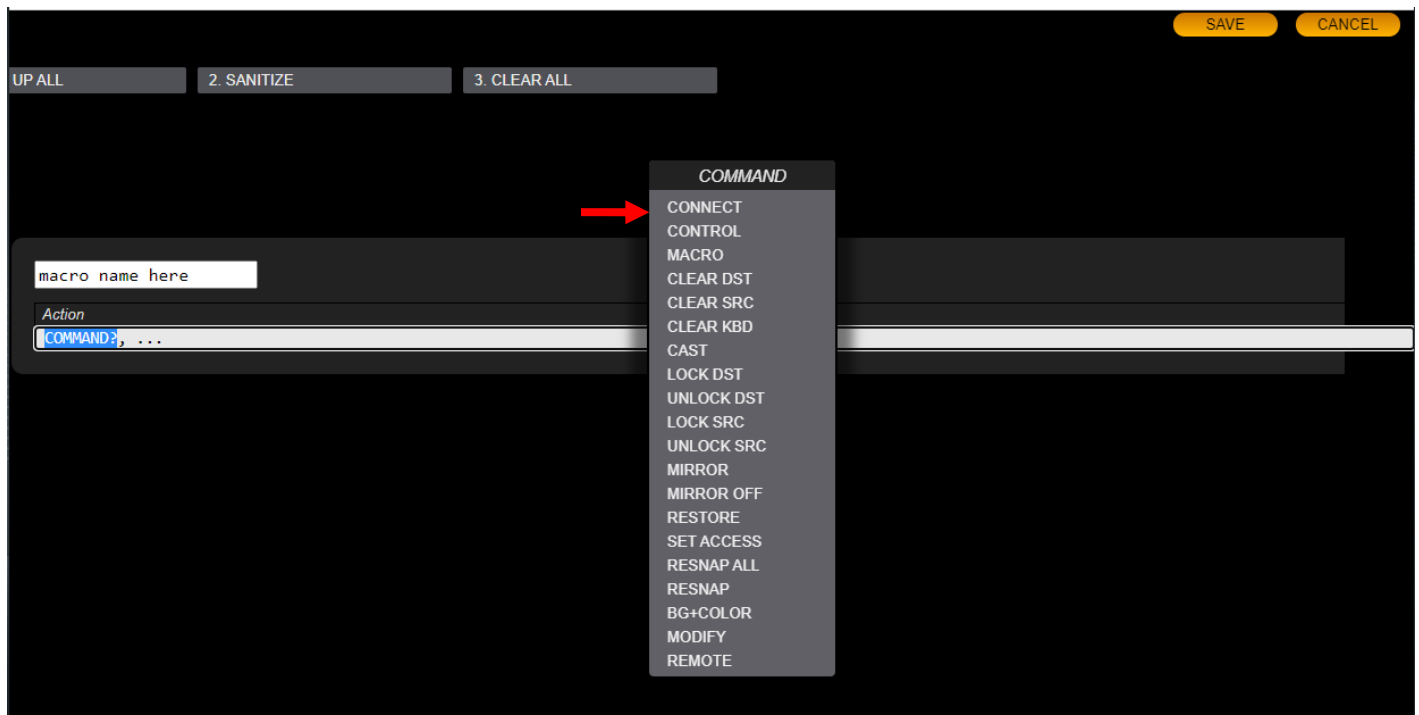 SAVE CANCEL
UP ALL 2. SANITIZE 3. CLEAR ALL
COMMAND
CONNECT
CONTROL
MACRO
CLEAR DST
CLEAR SRC
CLEAR KBD
CAST
LOCK DST
UNLOCK DST
LOCK SRC
UNLOCK SRC
MIRROR
MIRROR OFF
RESTORE
SET ACCESS
RESNAP ALL
RESNAP
BG+COLOR
MODIFY
REMOTE
macro name here
Action
COMMAND?, ...